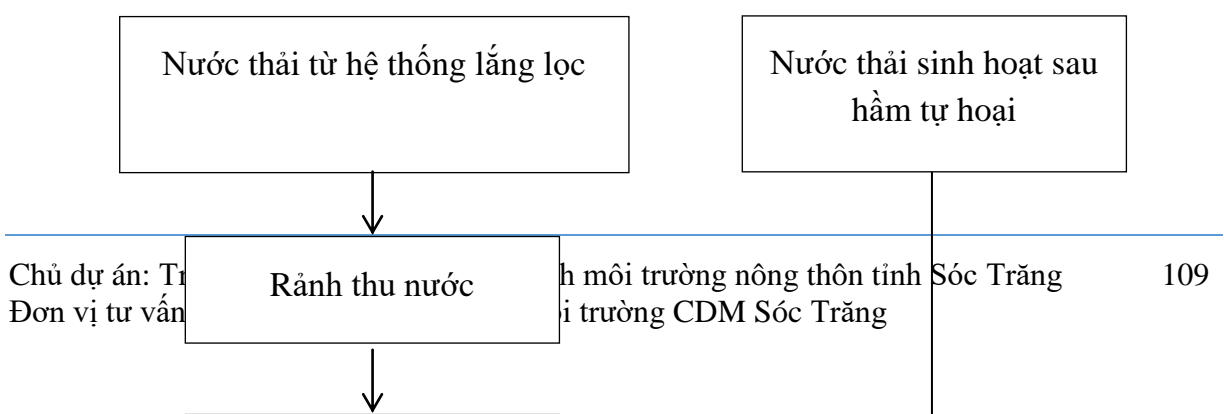 Nước thải từ hệ thống lắng lọc
Nước thải sinh hoạt sau
hầm tự hoại
Rảnh thu nước
Chủ dự án: môi trường nông thôn tỉnh Sóc Trăng 109
Đơn vị tư vấn trường CDM Sóc Trăng